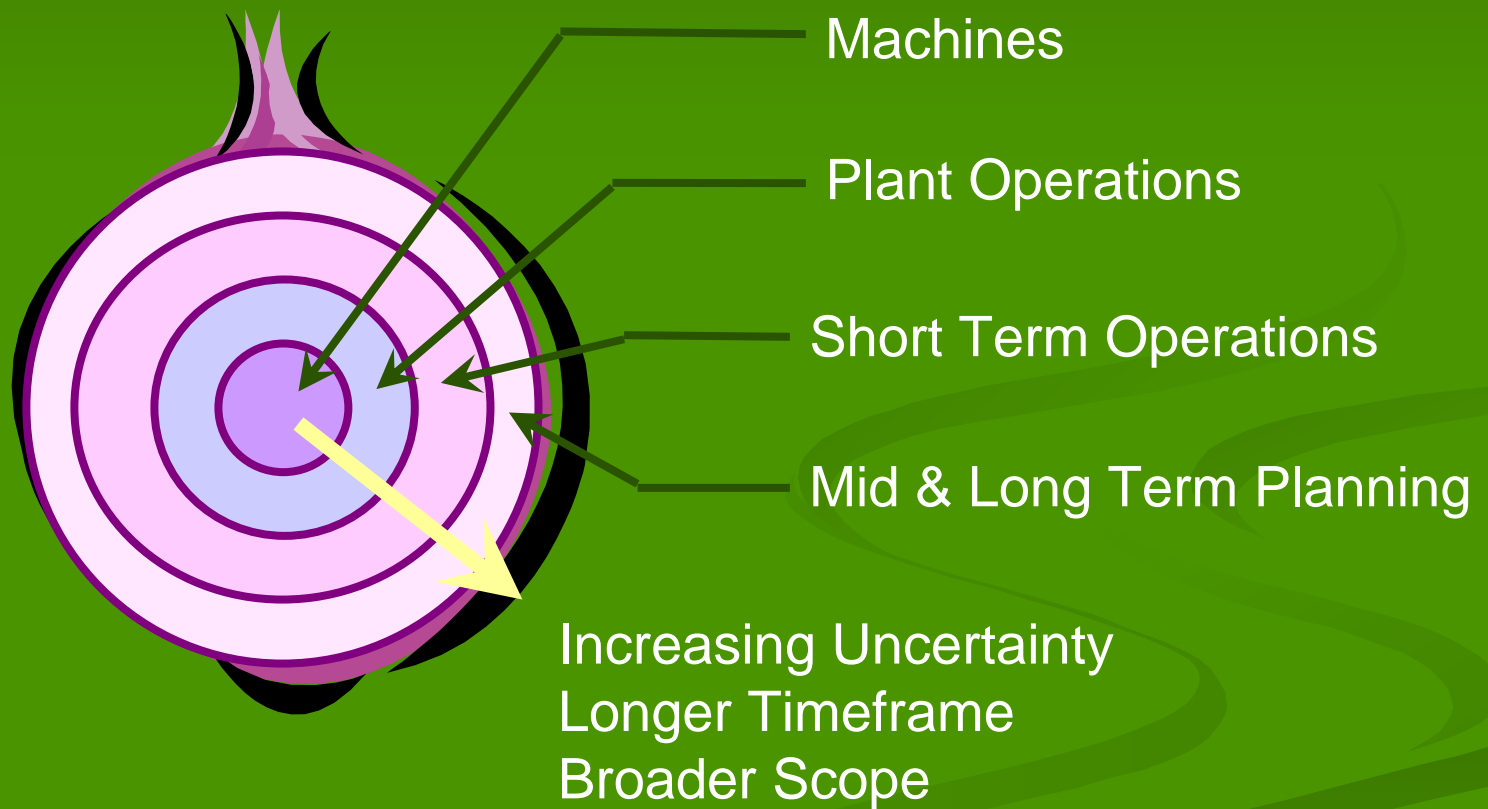 Machines
Plant Operations
Short Term Operations
Mid & Long Term Planning
Increasing Uncertainty
Longer Timeframe
Broader Scope